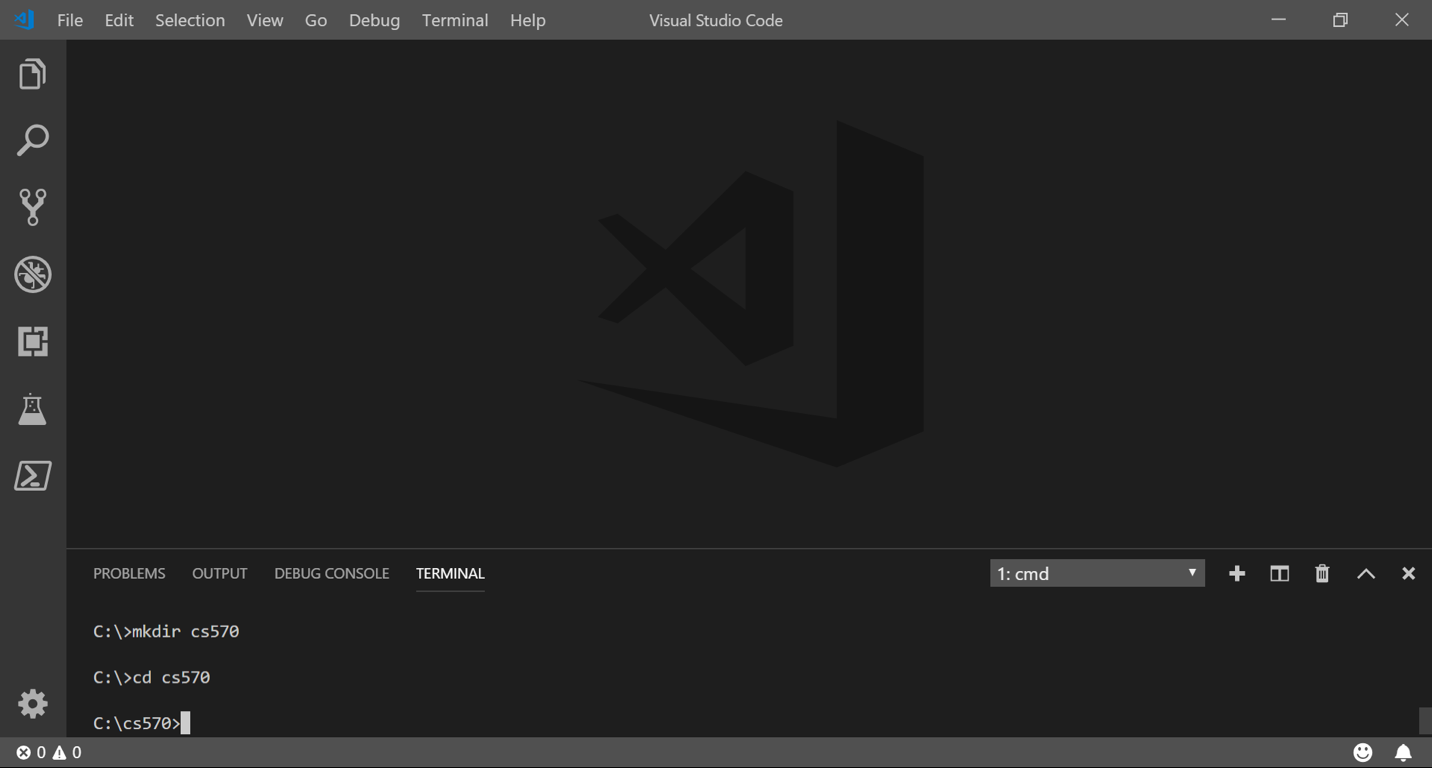 File Edit Selection View Go Debug Terminal Help Visual Studio Code
PROBLEMS OUTPUT DEBUG CONSOLE TERMINAL 1: cmd
C:\>mkdir cs570
C:\>cd cs570
C:\cs570>
0 0